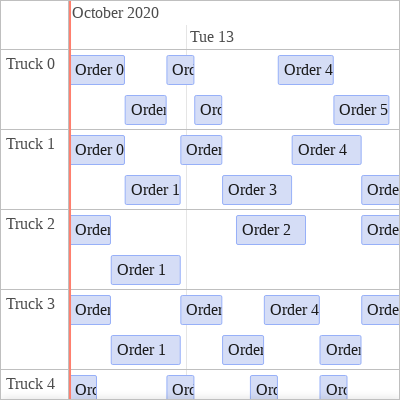 October 2020
Tue 13
Truck 0
Order 0
Orc
Order 4
Order
Orc
Order 5
Truck 1
Order 0
Order
Order 4
Order 1
Order 3
Orde
Truck 2
Order
Order 2
Orde
Order 1
Truck 3
Order
Order
Order 4
Orde
Order 1
Order
Order
Truck 4
Orc
Orc
Orc
Orc